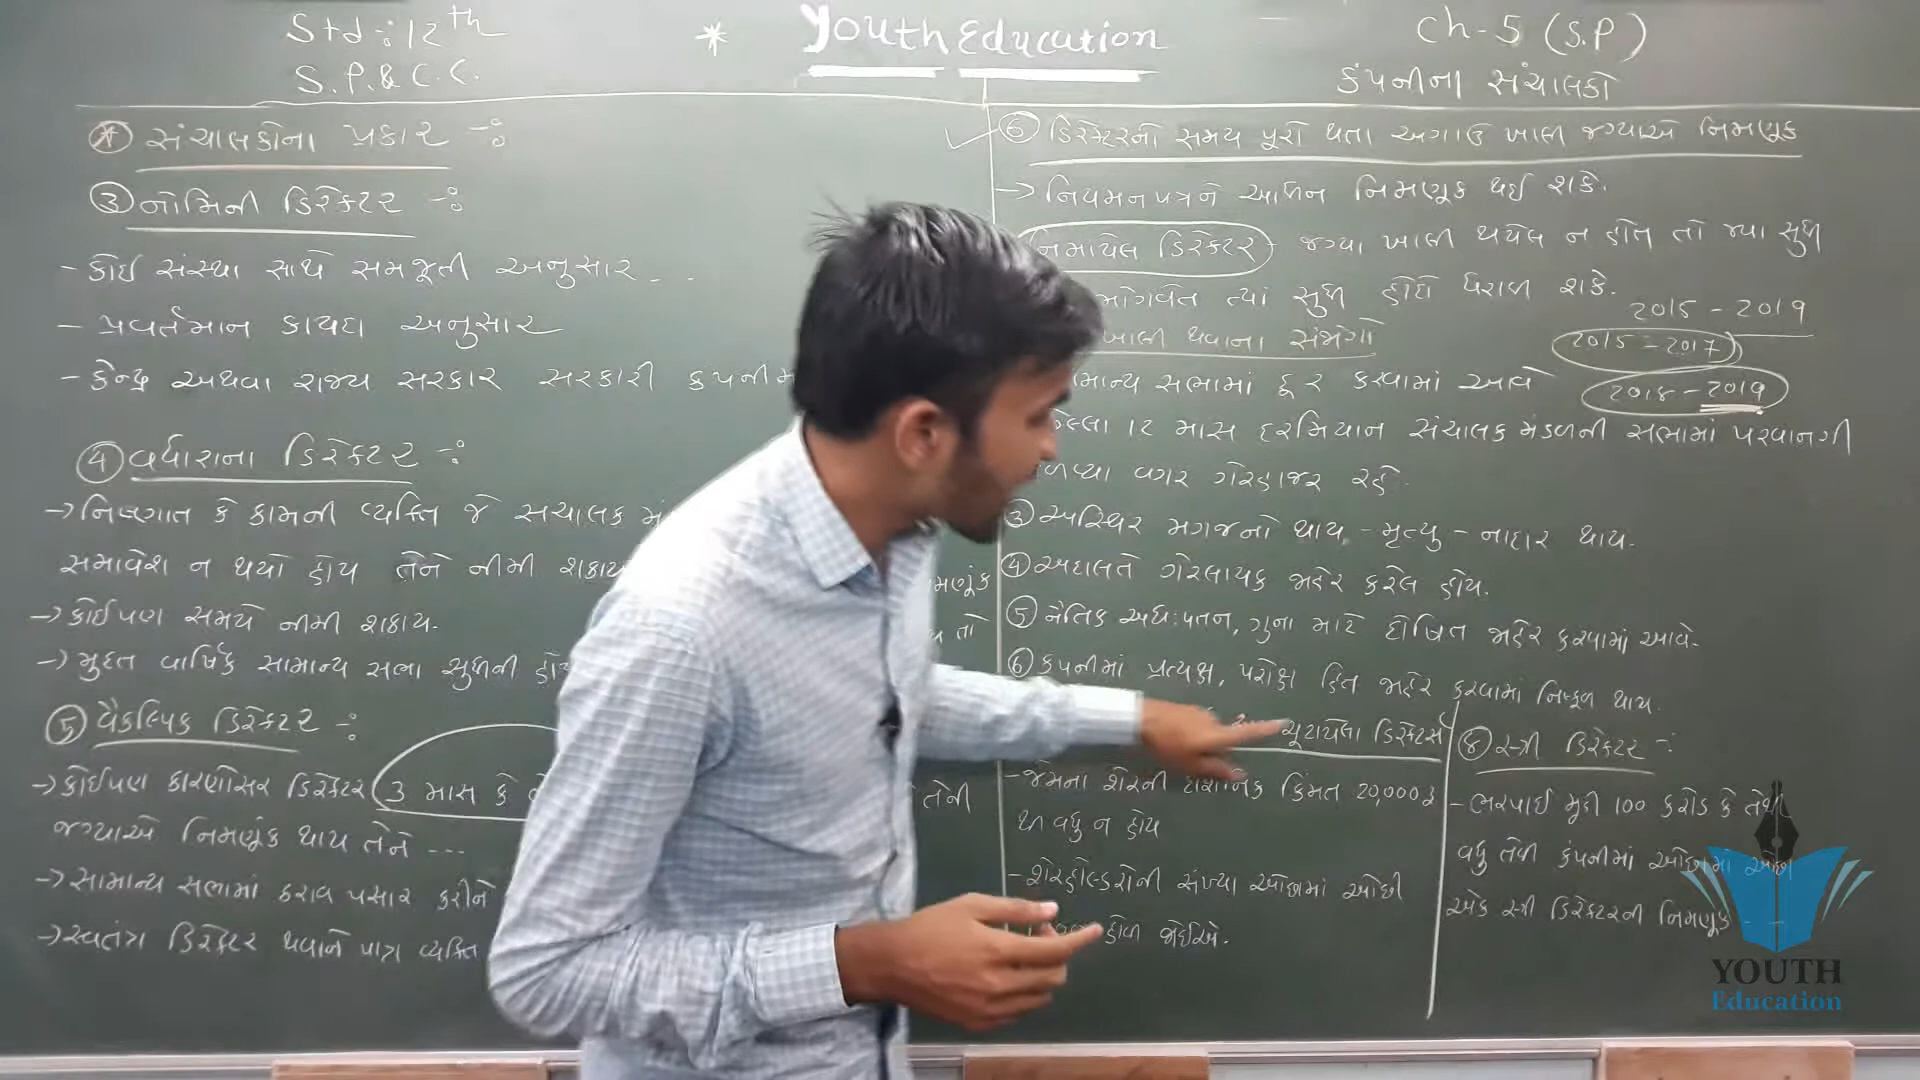 Std :- 12th
S.P.& C.C.
* Youth Education
Ch-5 (S.P)
કંપનીના સંચાલકો
* સંચાલકોના પ્રકાર -:
③ નોમિની ડિરેક્ટર -:
- કોઈ સંસ્થા સાથે સમજૂતી અનુસાર - -
- પ્રવર્તમાન કાયદા અનુસાર
- કેન્દ્ર અથવા રાજ્ય સરકાર સરકારી કંપનીમ
④ વધારાના ડિરેક્ટર -:
→ નિષ્ણાત કે કામની વ્યક્તિ જે સંચાલક મં
સમાવેશ ન થયો હોય તેને નીમી શકાય
→ કોઈપણ સમયે નીમી શકાય.
→ મુદત વાર્ષિક સામાન્ય સભા સુધીની હોય
તો
⑤ વૈકલ્પિક ડિરેક્ટર -:
→ કોઈપણ કારણોસર ડિરેક્ટર 3 માસ કે તેની
જગ્યાએ નિમણૂંક થાય તેને ---
→ સામાન્ય સભામાં ઠરાવ પસાર કરીને
→ સ્વતંત્ર ડિરેક્ટર થવાને પાત્ર વ્યક્તિ
⑥ ડિરેક્ટરનો સમય પૂરો થતા અગાઉ ખાલી જગ્યાએ નિમણૂક
→ નિયમનપત્રને આધીન નિમણૂક થઈ શકે.
નિમાયેલ ડિરેક્ટર - જગ્યા ખાલી થયેલ ન હોત તો જ્યાં સુધી
ભોગવત ત્યાં સુધી હોદ્દો ધરાવી શકે.
2015 - 2019
ખાલી થવાના સંજોગો
2015 - 2017
માન્ય સભામાં દૂર કરવામાં આવે
2018 - 2019
લ્લા 12 માસ દરમિયાન સંચાલક મંડળની સભામાં પરવાનગી
વગર ગેરહાજર રહે.
③ અસ્થિર મગજનો થાય - મૃત્યુ - નાદાર થાય.
④ અદાલતે ગેરલાયક જાહેર કરેલ હોય.
⑤ નૈતિક અધઃપતન, ગુના માટે દોષિત જાહેર કરવામાં આવે.
⑥ કંપનીમાં પ્રત્યક્ષ, પરોક્ષ હિત જાહેર કરવામાં નિષ્ફળ થાય.
ચૂંટાયેલા ડિરેક્ટર્સ
- જેમના શેરની દાર્શનિક કિંમત 20,000 રૂ
થી વધુ ન હોય
- શેરહોલ્ડરોની સંખ્યા ઓછામાં ઓછી
હોવી જોઈએ.
⑧ સ્ત્રી ડિરેક્ટર -:
- ભરપાઈ મૂડી 100 કરોડ કે તેથી
વધુ તેવી કંપનીમાં ઓછામાં ઓછી
એક સ્ત્રી ડિરેક્ટરની નિમણૂક - -
YOUTH
Education